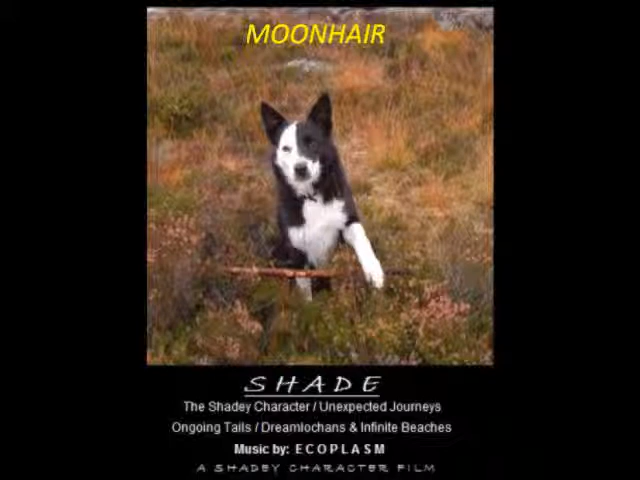 MOONHAIR
SHADE
The Shadey Character / Unexpected Journeys
Ongoing Tails / Dreamlochans & Infinite Beaches
Music by: ECOPLASM
A SHADEY CHARACTER FILM